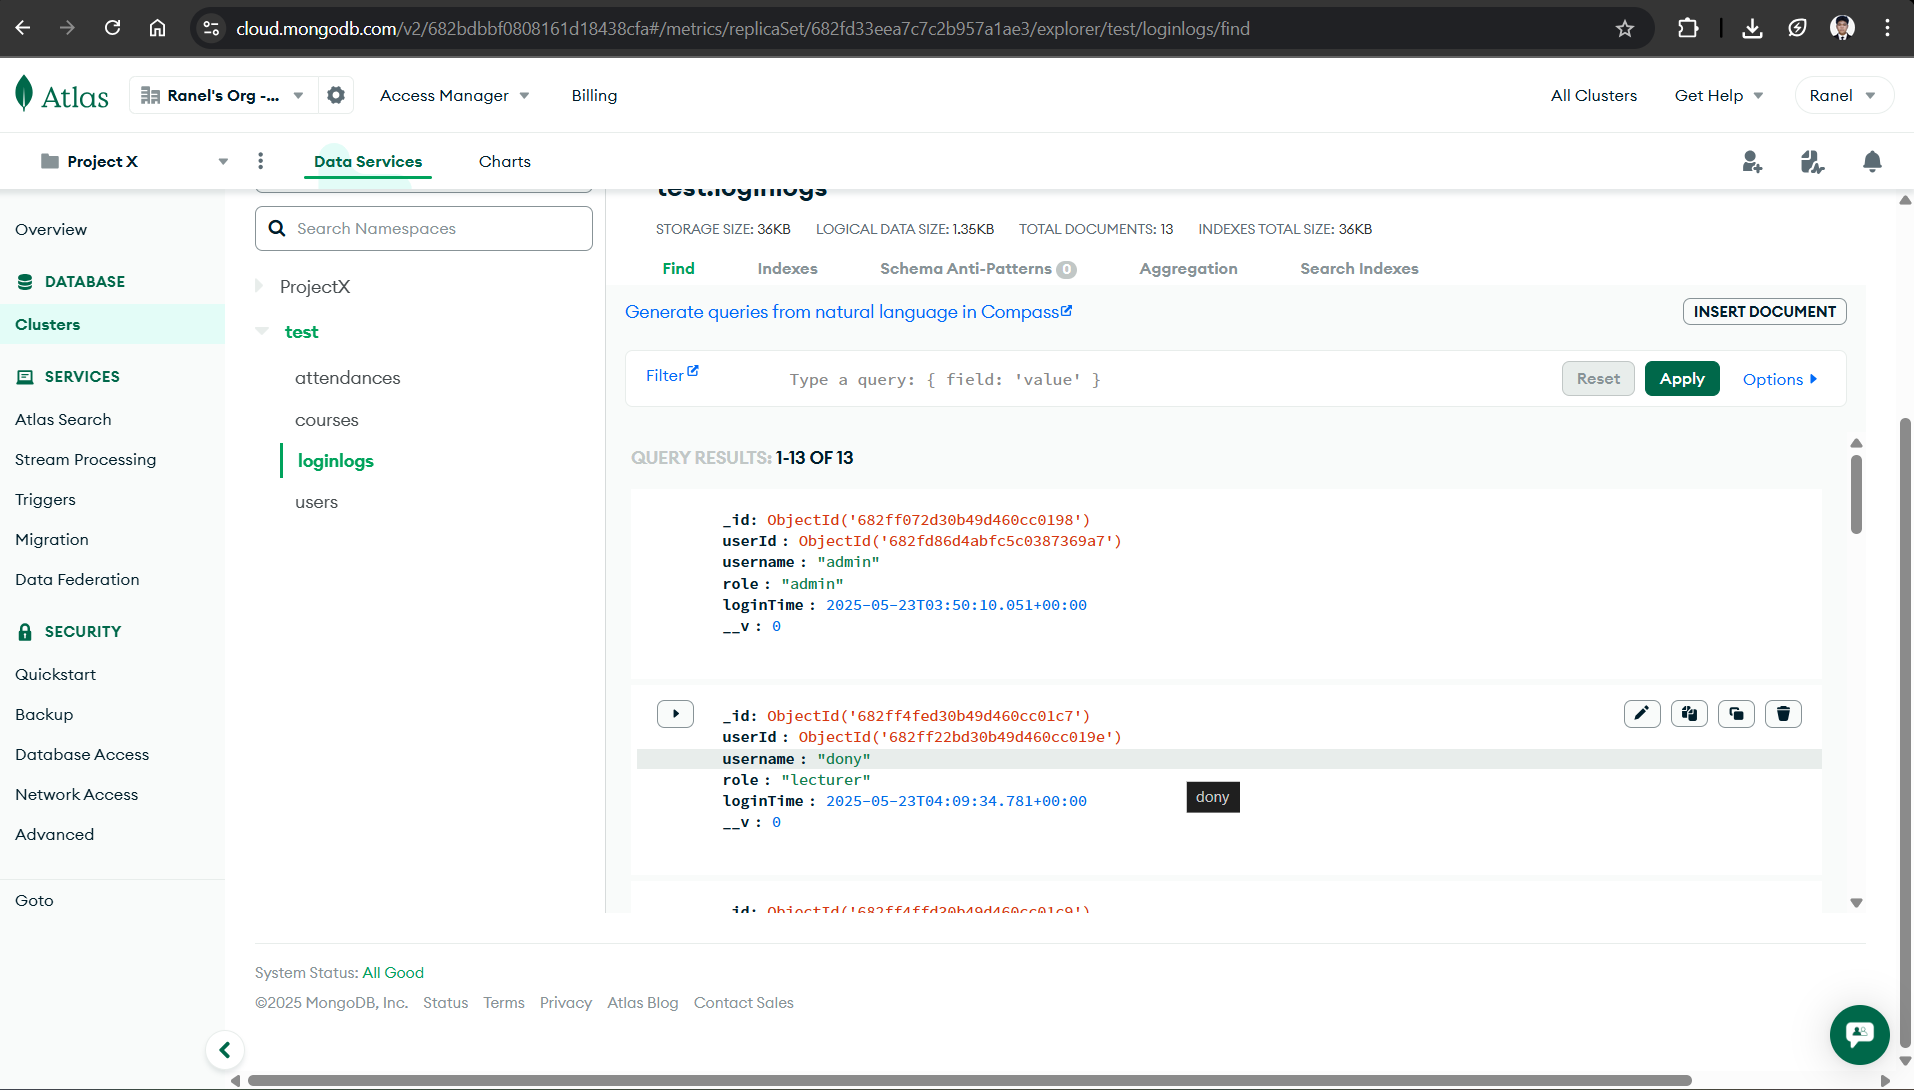 cloud.mongodb.com/v2/682bdbbf0808161d18438cfa#/metrics/replicaSet/682fd33eea7c7c2b957a1ae3/explorer/test/loginlogs/find
Atlas
Ranel's Org -...
Access Manager
Billing
All Clusters
Get Help
Ranel
Project X
Data Services
Charts
Overview
DATABASE
Clusters
SERVICES
Atlas Search
Stream Processing
Triggers
Migration
Data Federation
SECURITY
Quickstart
Backup
Database Access
Network Access
Advanced
Goto
Search Namespaces
ProjectX
test
attendances
courses
loginlogs
users
test.loginlogs
STORAGE SIZE: 36KB LOGICAL DATA SIZE: 1.35KB TOTAL DOCUMENTS: 13 INDEXES TOTAL SIZE: 36KB
Find Indexes Schema Anti-Patterns 0 Aggregation Search Indexes
Generate queries from natural language in Compass
INSERT DOCUMENT
Filter
Type a query: { field: 'value' }
Reset
Apply
Options
QUERY RESULTS: 1-13 OF 13
_id: ObjectId('682ff072d30b49d460cc0198')
userId : ObjectId('682fd86d4abfc5c0387369a7')
username : "admin"
role : "admin"
loginTime : 2025-05-23T03:50:10.051+00:00
__v : 0
_id: ObjectId('682ff4fed30b49d460cc01c7')
userId : ObjectId('682ff22bd30b49d460cc019e')
username : "dony"
role : "lecturer"
loginTime : 2025-05-23T04:09:34.781+00:00
__v : 0
dony
_id: ObjectId('682ff4ffd30b49d460cc01c9')
System Status: All Good
©2025 MongoDB, Inc. Status Terms Privacy Atlas Blog Contact Sales